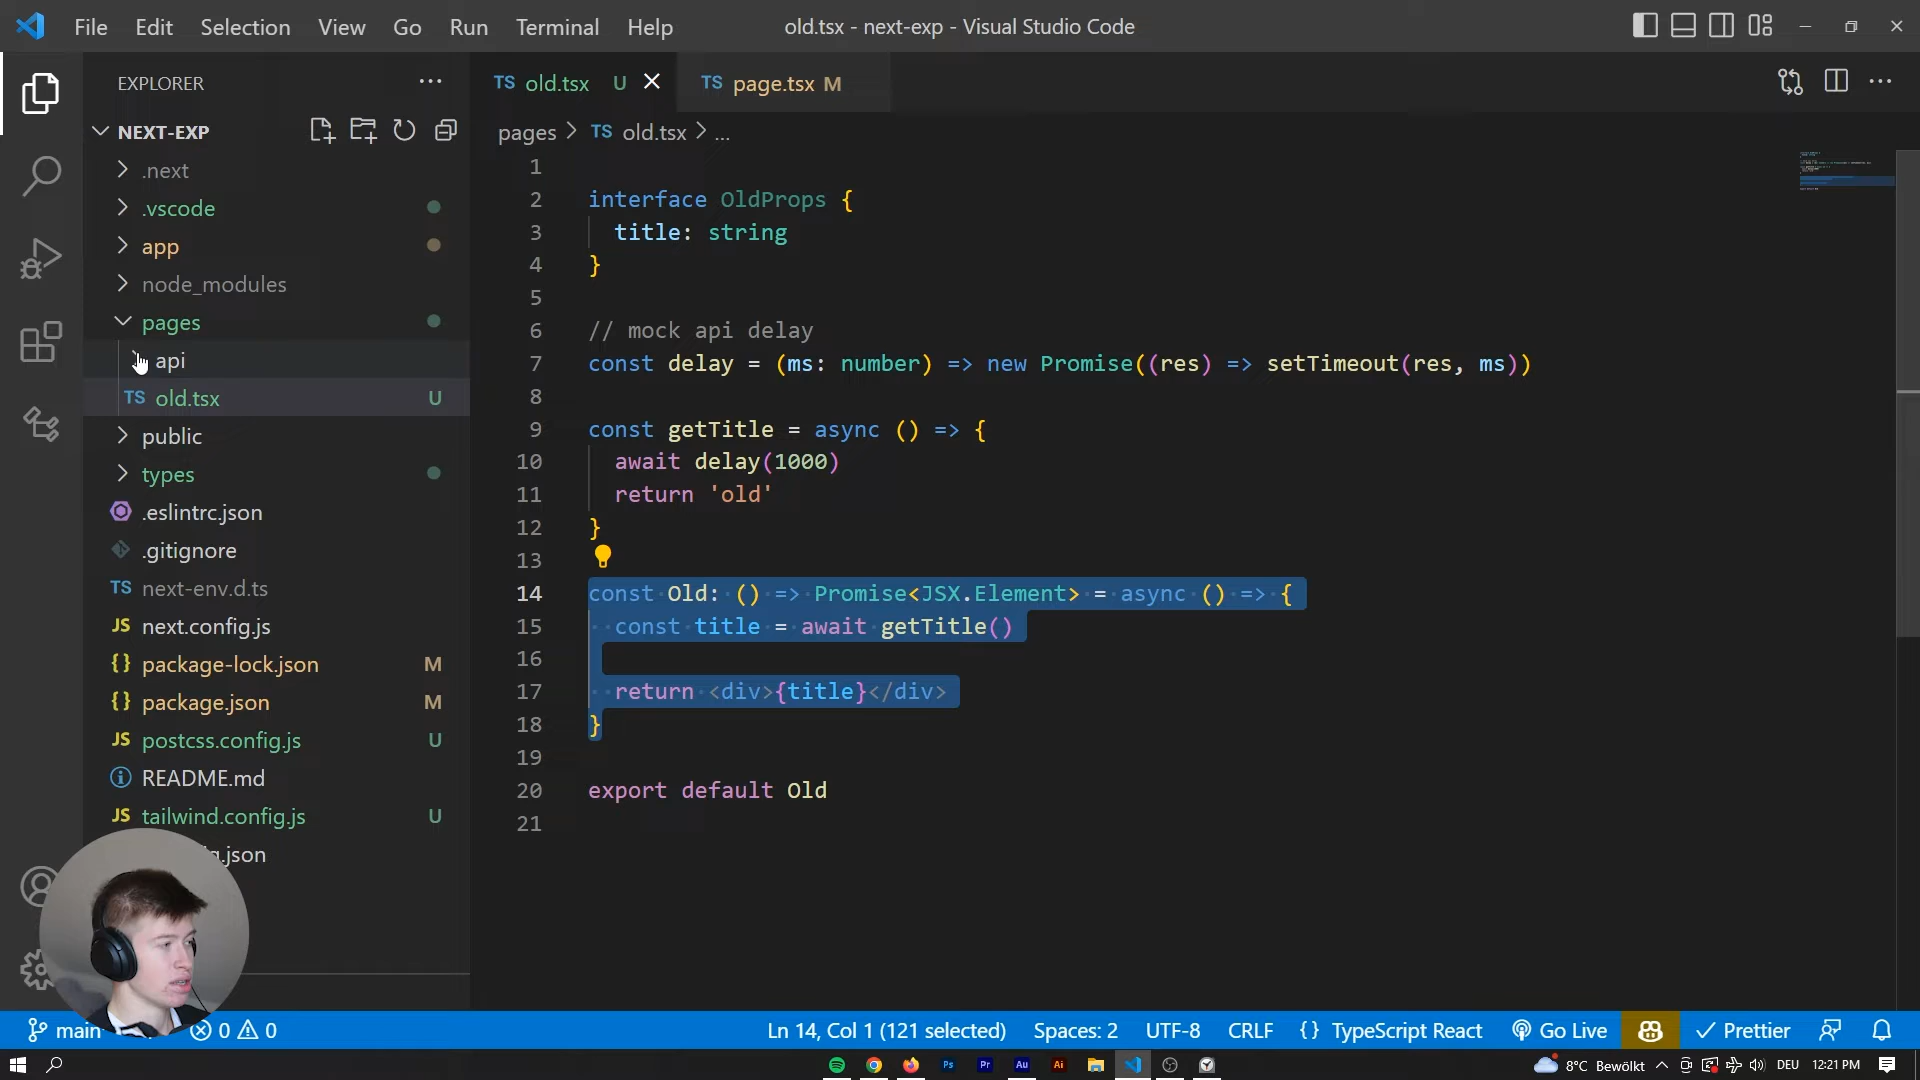 File Edit Selection View Go Run Terminal Help old.tsx - next-exp - Visual Studio Code
EXPLORER
NEXT-EXP
.next
.vscode
app
node_modules
pages
api
TS old.tsx U
public
types
.eslintrc.json
.gitignore
TS next-env.d.ts
JS next.config.js
{} package-lock.json M
{} package.json M
JS postcss.config.js U
README.md
JS tailwind.config.js U
.json
TS old.tsx U TS page.tsx M
pages > TS old.tsx > ...
1
2 interface OldProps {
3 title: string
4 }
5
6 // mock api delay
7 const delay = (ms: number) => new Promise((res) => setTimeout(res, ms))
8
9 const getTitle = async () => {
10 await delay(1000)
11 return 'old'
12 }
13
14 const Old: () => Promise<JSX.Element> = async () => {
15 const title = await getTitle()
16
17 return <div>{title}</div>
18 }
19
20 export default Old
21
main 0 0 Ln 14, Col 1 (121 selected) Spaces: 2 UTF-8 CRLF {} TypeScript React Go Live Prettier
Ps Pr Au Ai 8°C Bewölkt DEU 12:21 PM